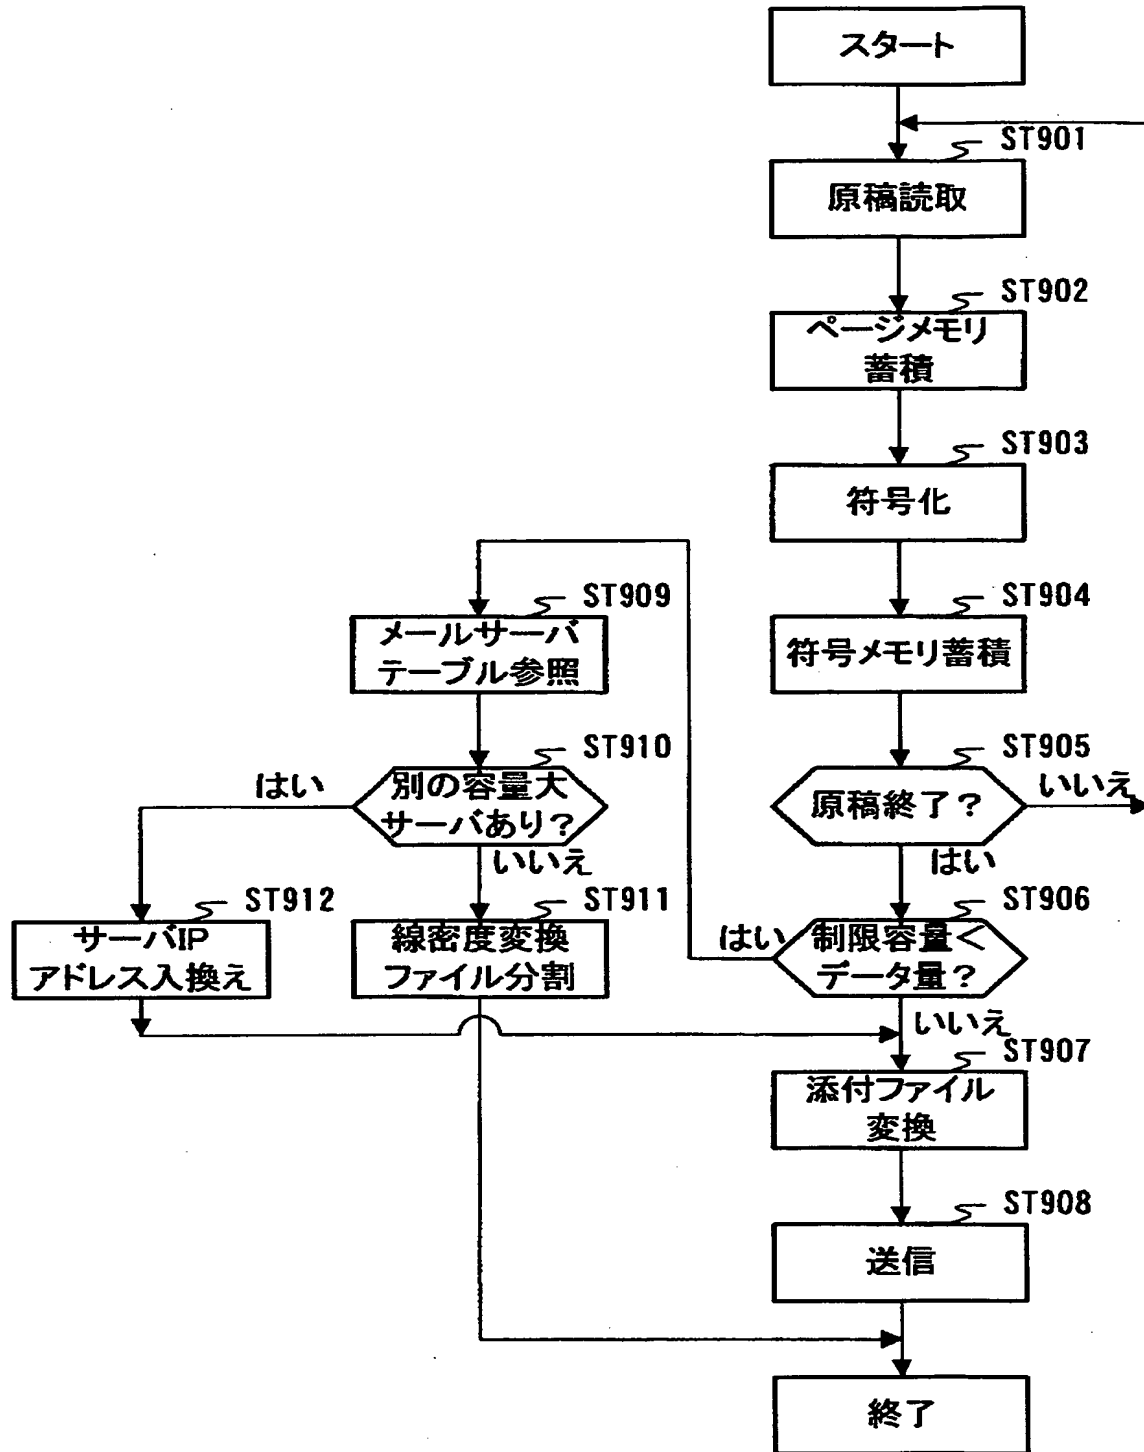 スタート
ST901
原稿読取
ST902
ページメモリ
蓄積
ST903
符号化
ST904
符号メモリ蓄積
ST905
原稿終了?
いいえ
はい
ST906
制限容量<
データ量?
はい
いいえ
ST909
メールサーバ
テーブル参照
ST910
別の容量大
サーバあり?
はい
いいえ
ST912
サーバIP
アドレス入換え
ST911
線密度変換
ファイル分割
ST907
添付ファイル
変換
ST908
送信
終了